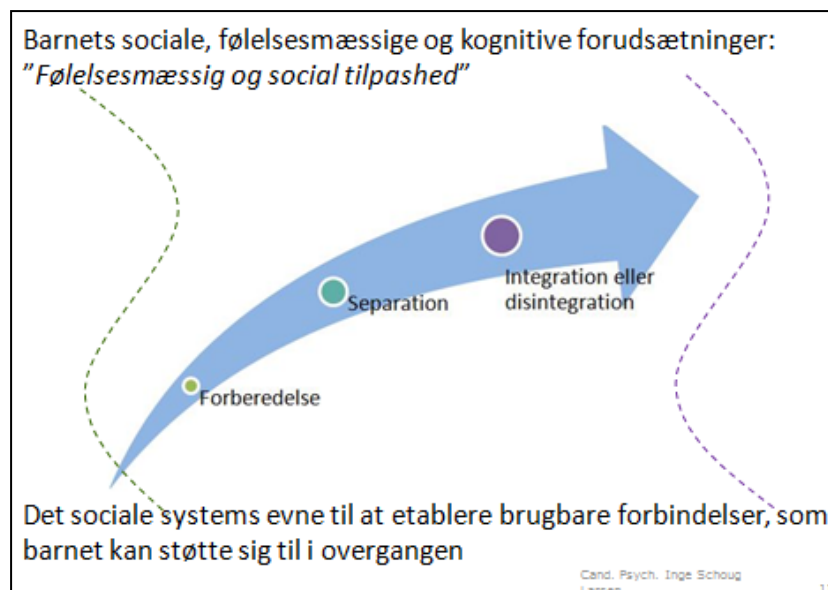 Barnets sociale, følelsesmæssige og kognitive forudsætninger:
"Følelsesmæssig og social tilpashed"
Integration eller
disintegration
Separation
Forberedelse
Det sociale systems evne til at etablere brugbare forbindelser, som
barnet kan støtte sig til i overgangen
Cand. Psych. Inge Schoug